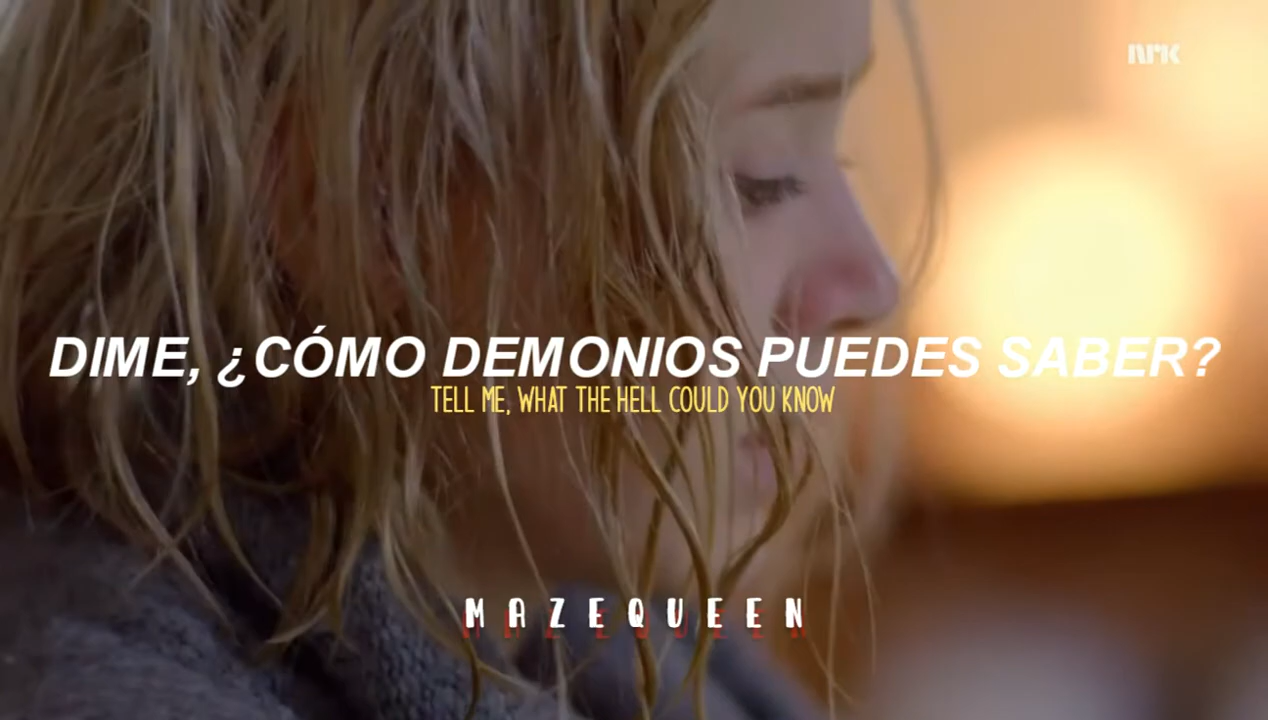 nrk
DIME, ¿CÓMO DEMONIOS PUEDES SABER?
TELL ME, WHAT THE HELL COULD YOU KNOW
MAZEQUEEN